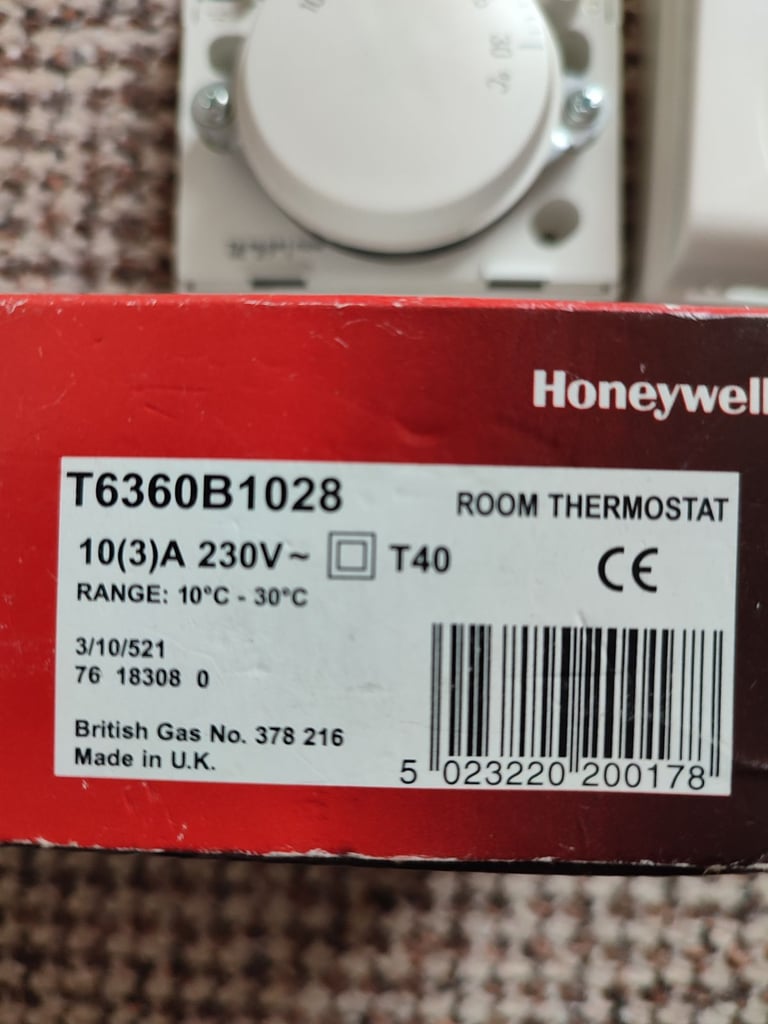 30 °C
Honeywell
T6360B1028
ROOM THERMOSTAT
10(3)A 230V~ T40
CE
RANGE: 10°C - 30°C
3/10/521
76 18308 0
British Gas No. 378 216
Made in U.K.
5 023220 200178